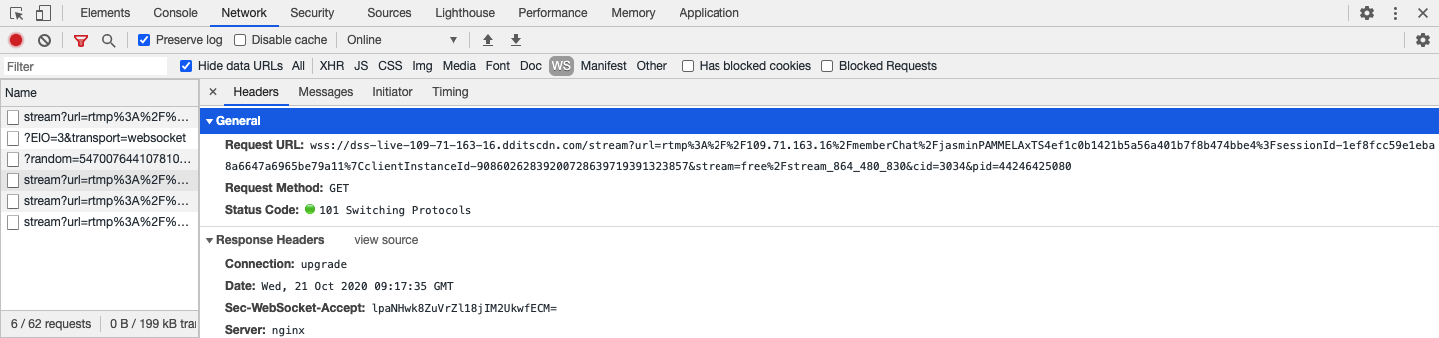 Elements Console Network Security Sources Lighthouse Performance Memory Application
Preserve log Disable cache Online
Filter Hide data URLs All XHR JS CSS Img Media Font Doc WS Manifest Other Has blocked cookies Blocked Requests
Name
Headers Messages Initiator Timing
stream?url=rtmp%3A%2F%...
?EIO=3&transport=websocket
?random=547007644107810...
stream?url=rtmp%3A%2F%...
stream?url=rtmp%3A%2F%...
stream?url=rtmp%3A%2F%...
6 / 62 requests 0 B / 199 kB tra
General
Request URL: wss://dss-live-109-71-163-16.dditscdn.com/stream?url=rtmp%3A%2F%2F109.71.163.16%2FmemberChat%2FjasminPAMMELAxTS4ef1c0b1421b5a56a401b7f8b474bbe4%3FsessionId-1ef8fcc59e1eba
8a6647a6965be79a11%7CclientInstanceId-90860262839200728639719391323857&stream=free%2Fstream_864_480_830&cid=3034&pid=44246425080
Request Method: GET
Status Code: 101 Switching Protocols
Response Headers view source
Connection: upgrade
Date: Wed, 21 Oct 2020 09:17:35 GMT
Sec-WebSocket-Accept: lpaNHwk8ZuVrZl18jIM2UkwfECM=
Server: nginx